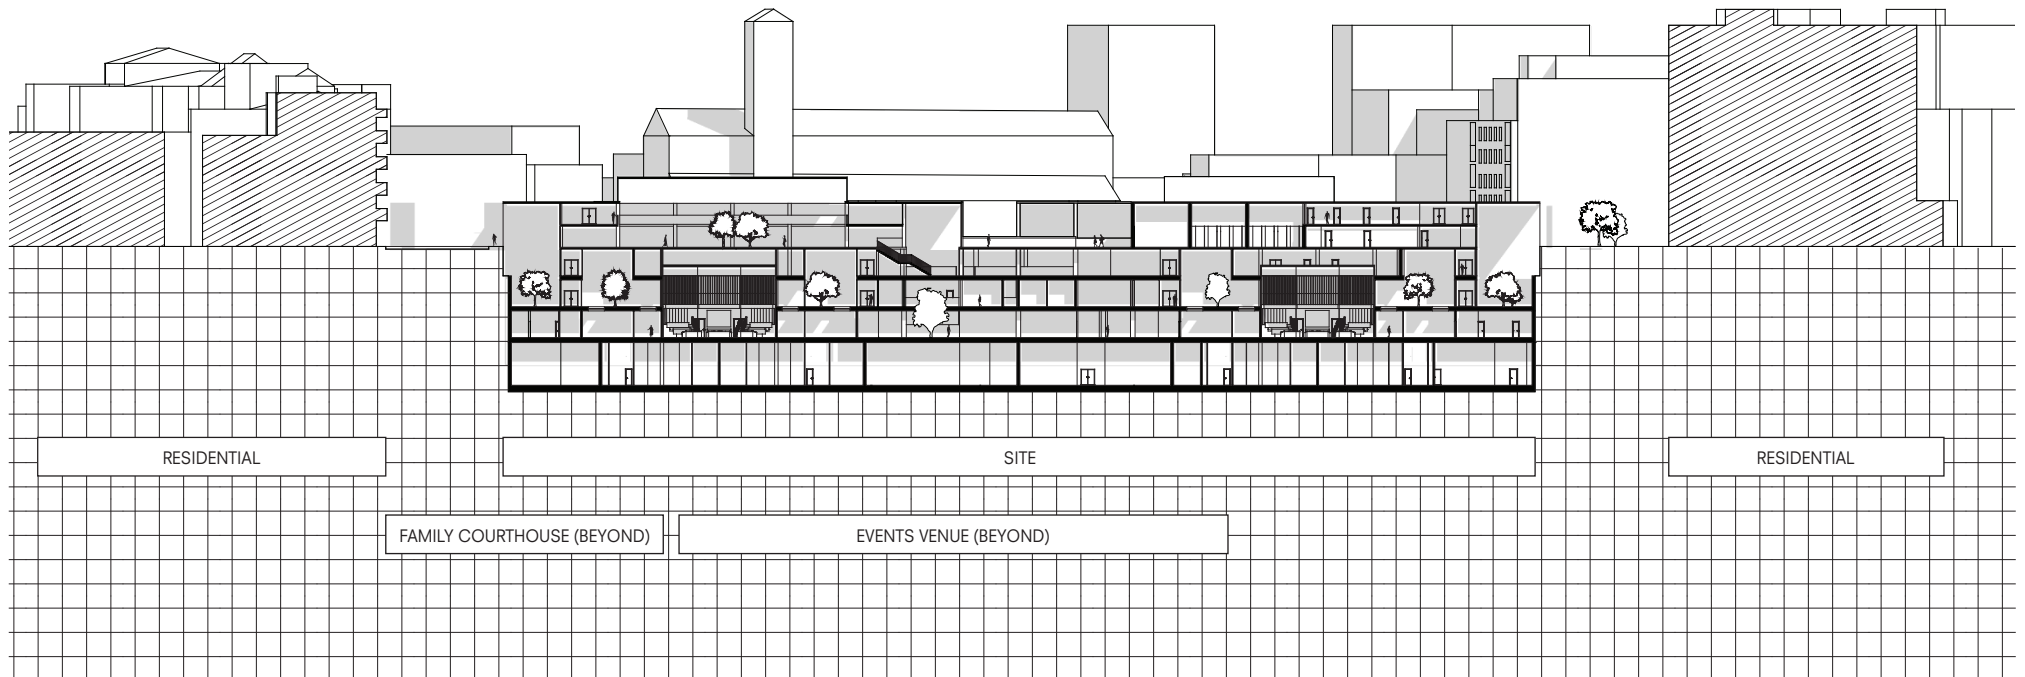 RESIDENTIAL
SITE
RESIDENTIAL
FAMILY COURTHOUSE (BEYOND)
EVENTS VENUE (BEYOND)